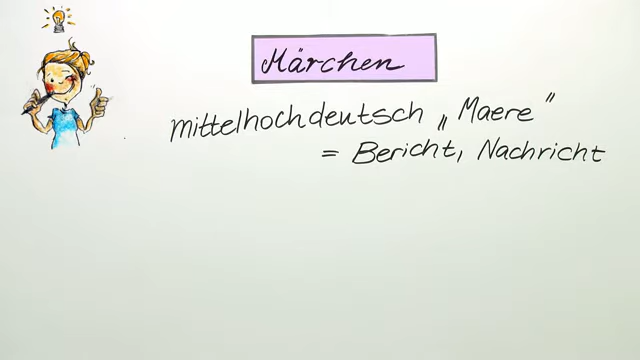 Märchen
mittelhochdeutsch „Maere"
= Bericht, Nachricht